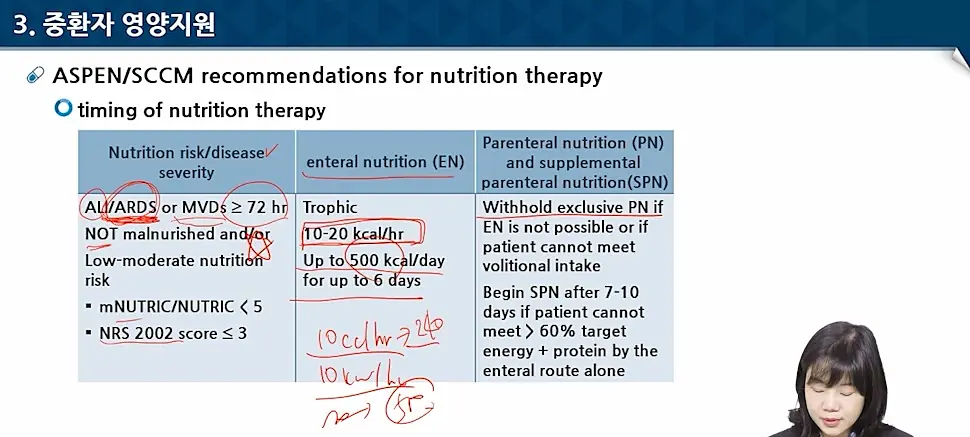 3. 중환자 영양지원
ASPEN/SCCM recommendations for nutrition therapy
timing of nutrition therapy
Nutrition risk/disease
severity
enteral nutrition (EN)
Parenteral nutrition (PN)
and supplemental
parenteral nutrition(SPN)
ALI/ARDS or MVDs ≥ 72 hr
NOT malnurished and/or
Low-moderate nutrition
risk
▪ mNUTRIC/NUTRIC < 5
▪ NRS 2002 score ≤ 3
Trophic
10-20 kcal/hr
Up to 500 kcal/day
for up to 6 days
10cc/hr → 240
Withhold exclusive PN if
EN is not possible or if
patient cannot meet
volitional intake
Begin SPN after 7-10
days if patient cannot
meet > 60% target
energy + protein by the
enteral route alone